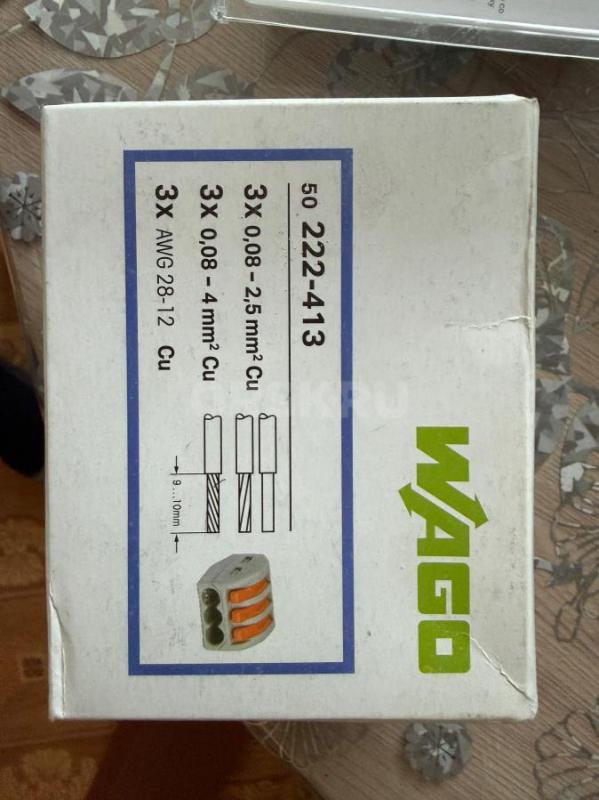 WAGO
50 222-413
3x 0,08 – 2,5 mm² Cu
3x 0,08 – 4 mm² Cu
3x AWG 28-12 Cu
9...10mm